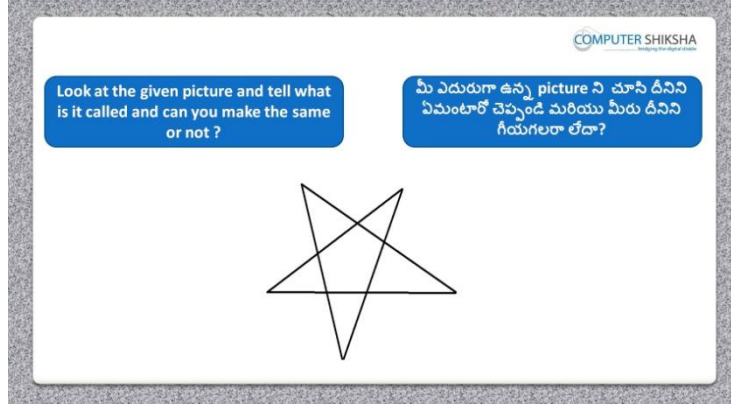 COMPUTER SHIKSHA
bridging the digital divide
Look at the given picture and tell what
is it called and can you make the same
or not ?
మీ ఎదురుగా ఉన్న picture ని చూసి దీనిని
ఏమంటారో చెప్పండి మరియు మీరు దీనిని
గీయగలరా లేదా?